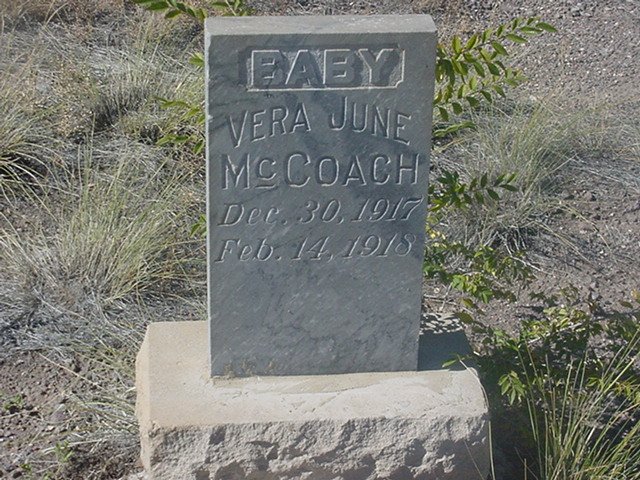 BABY
VERA JUNE
McCOACH
Dec. 30, 1917
Feb. 14, 1918